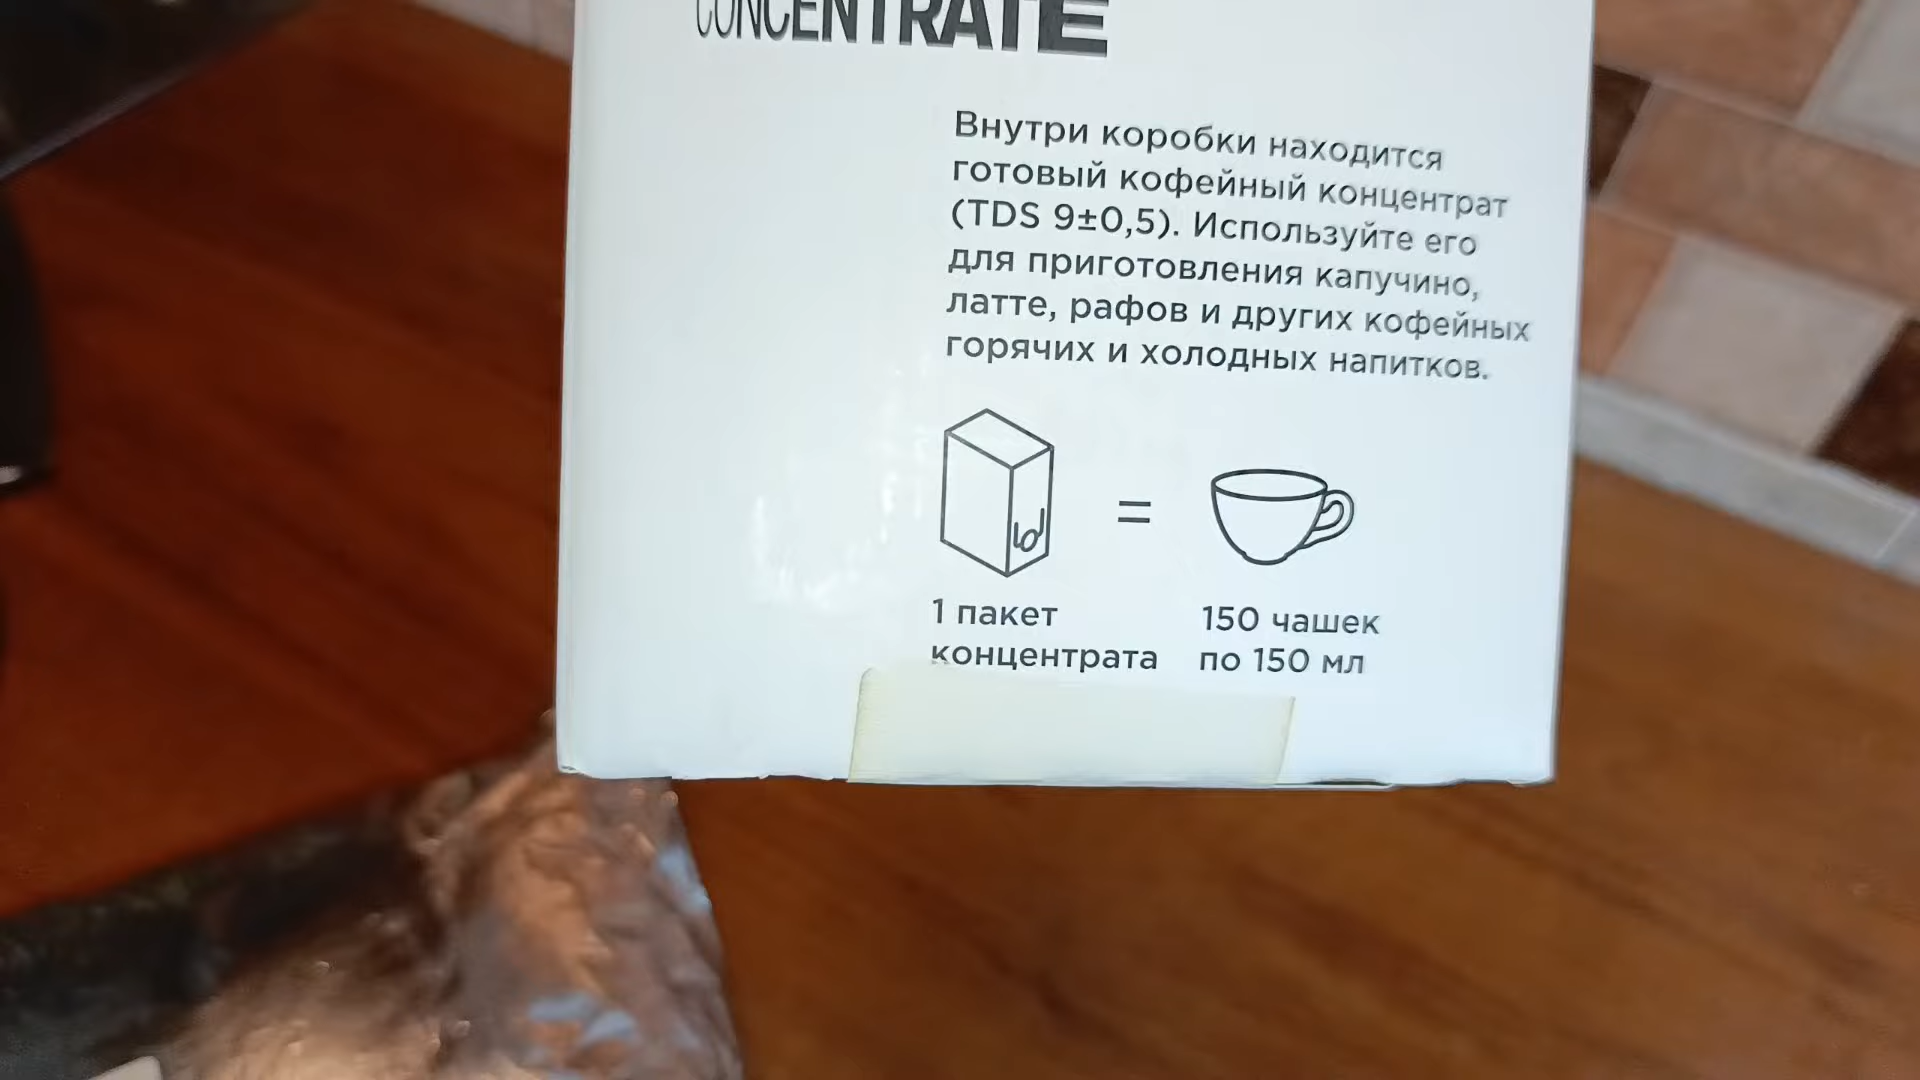 CONCENTRATE
Внутри коробки находится
готовый кофейный концентрат
(TDS 9±0,5). Используйте его
для приготовления капучино,
латте, рафов и других кофейных
горячих и холодных напитков.
=
1 пакет
концентрата
150 чашек
по 150 мл